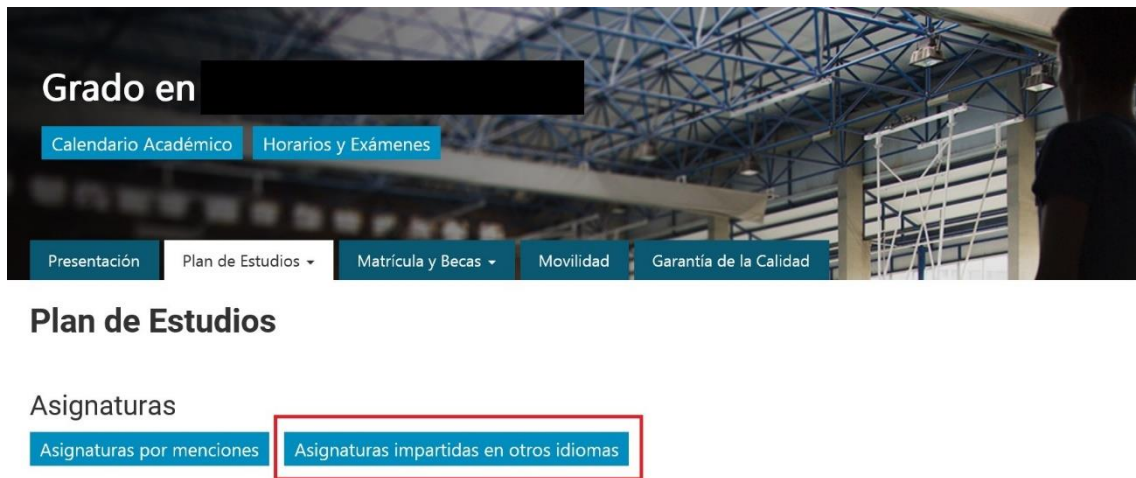 Grado en
Calendario Académico Horarios y Exámenes
Presentación Plan de Estudios Matrícula y Becas Movilidad Garantía de la Calidad
Plan de Estudios
Asignaturas
Asignaturas por menciones Asignaturas impartidas en otros idiomas